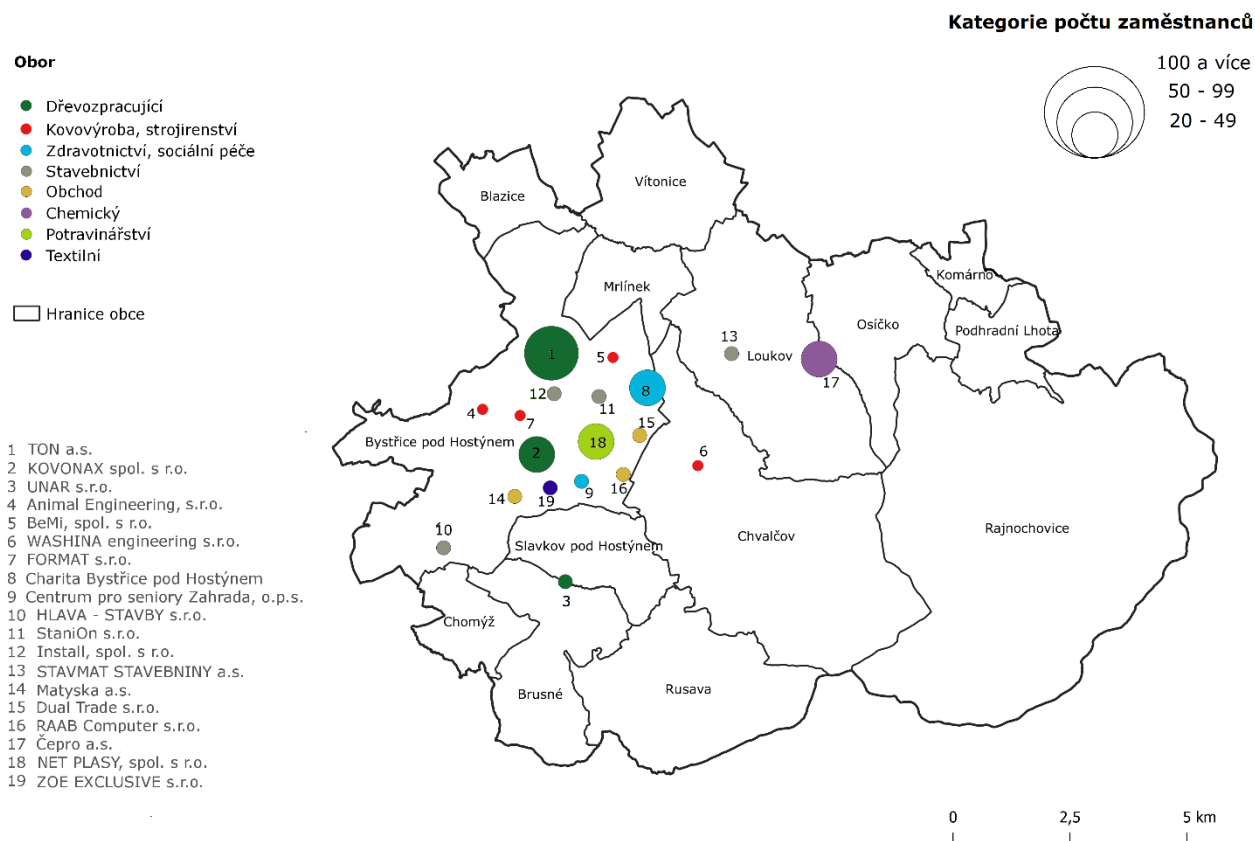 Kategorie počtu zaměstnanců
100 a více
50 - 99
20 - 49
Obor
Dřevozpracující
Kovovýroba, strojirenství
Zdravotnictví, sociální péče
Stavebnictví
Obchod
Chemický
Potravinářství
Textilní
Hranice obce
Vítonice
Blazice
Komárno
Mrlínek
Osíčko
Podhradní Lhota
13
Loukov
1
5
17
8
12
11
4
7
15
Bystřice pod Hostýnem
18
2
6
16
9
14
19
10
Chvalčov
Rajnochovice
Slavkov pod Hostýnem
3
Chomýž
Brusné
Rusava
1 TON a.s.
2 KOVONAX spol. s r.o.
3 UNAR s.r.o.
4 Animal Engineering, s.r.o.
5 BeMi, spol. s r.o.
6 WASHINA engineering s.r.o.
7 FORMAT s.r.o.
8 Charita Bystřice pod Hostýnem
9 Centrum pro seniory Zahrada, o.p.s.
10 HLAVA - STAVBY s.r.o.
11 StaniOn s.r.o.
12 Install, spol. s r.o.
13 STAVMAT STAVEBNINY a.s.
14 Matyska a.s.
15 Dual Trade s.r.o.
16 RAAB Computer s.r.o.
17 Čepro a.s.
18 NET PLASY, spol. s r.o.
19 ZOE EXCLUSIVE s.r.o.
0 2,5 5 km